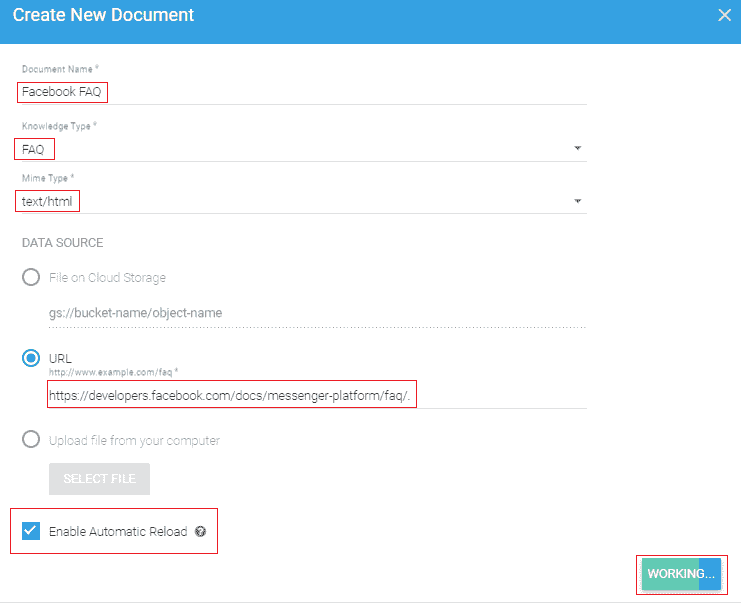 Create New Document
Document Name *
Facebook FAQ
Knowledge Type *
FAQ
Mime Type *
text/html
DATA SOURCE
File on Cloud Storage
gs://bucket-name/object-name
URL
http://www.example.com/faq *
https://developers.facebook.com/docs/messenger-platform/faq/.
Upload file from your computer
SELECT FILE
Enable Automatic Reload ?
WORKING...